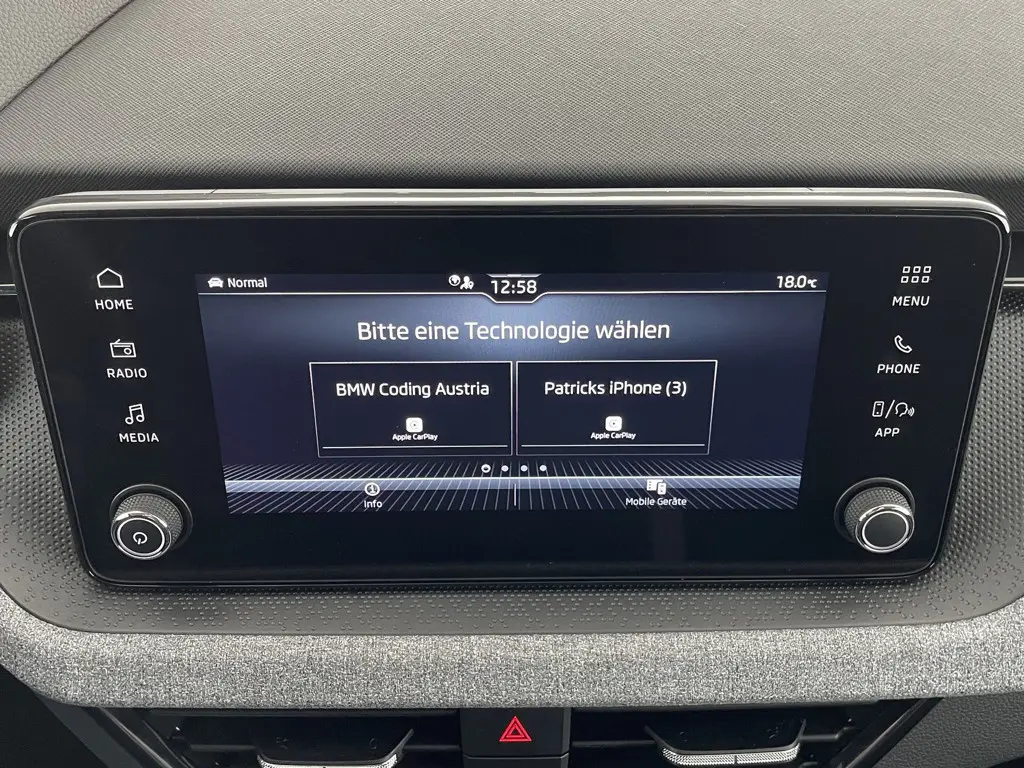 Normal
12:58
18.0°C
Bitte eine Technologie wählen
BMW Coding Austria
Apple CarPlay
Patricks iPhone (3)
Apple CarPlay
Info
Mobile Geräte
HOME
RADIO
MEDIA
MENU
PHONE
APP